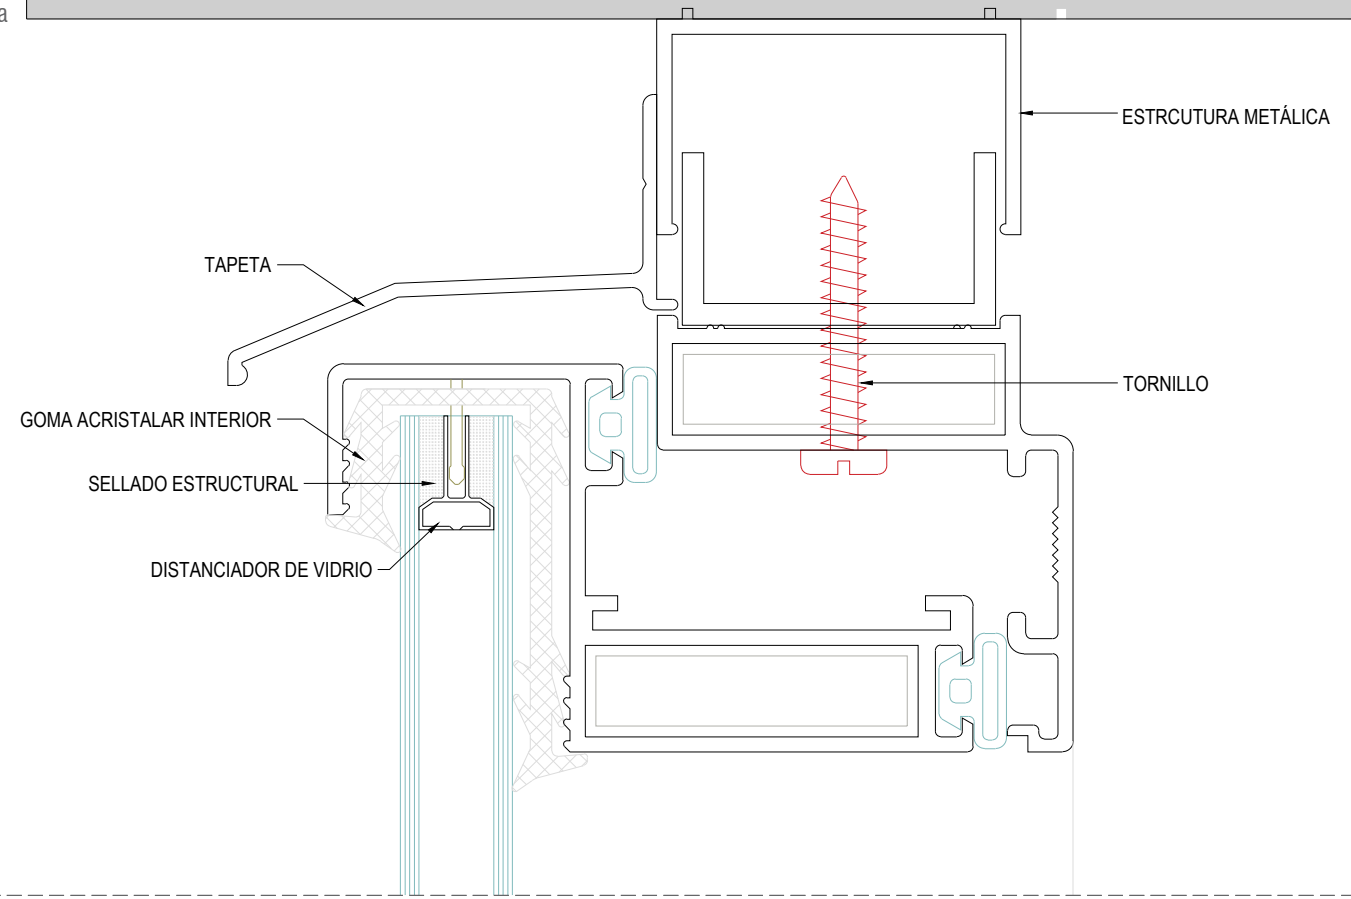 a
ESTRCUTURA METÁLICA
TAPETA
TORNILLO
GOMA ACRISTALAR INTERIOR
SELLADO ESTRUCTURAL
DISTANCIADOR DE VIDRIO